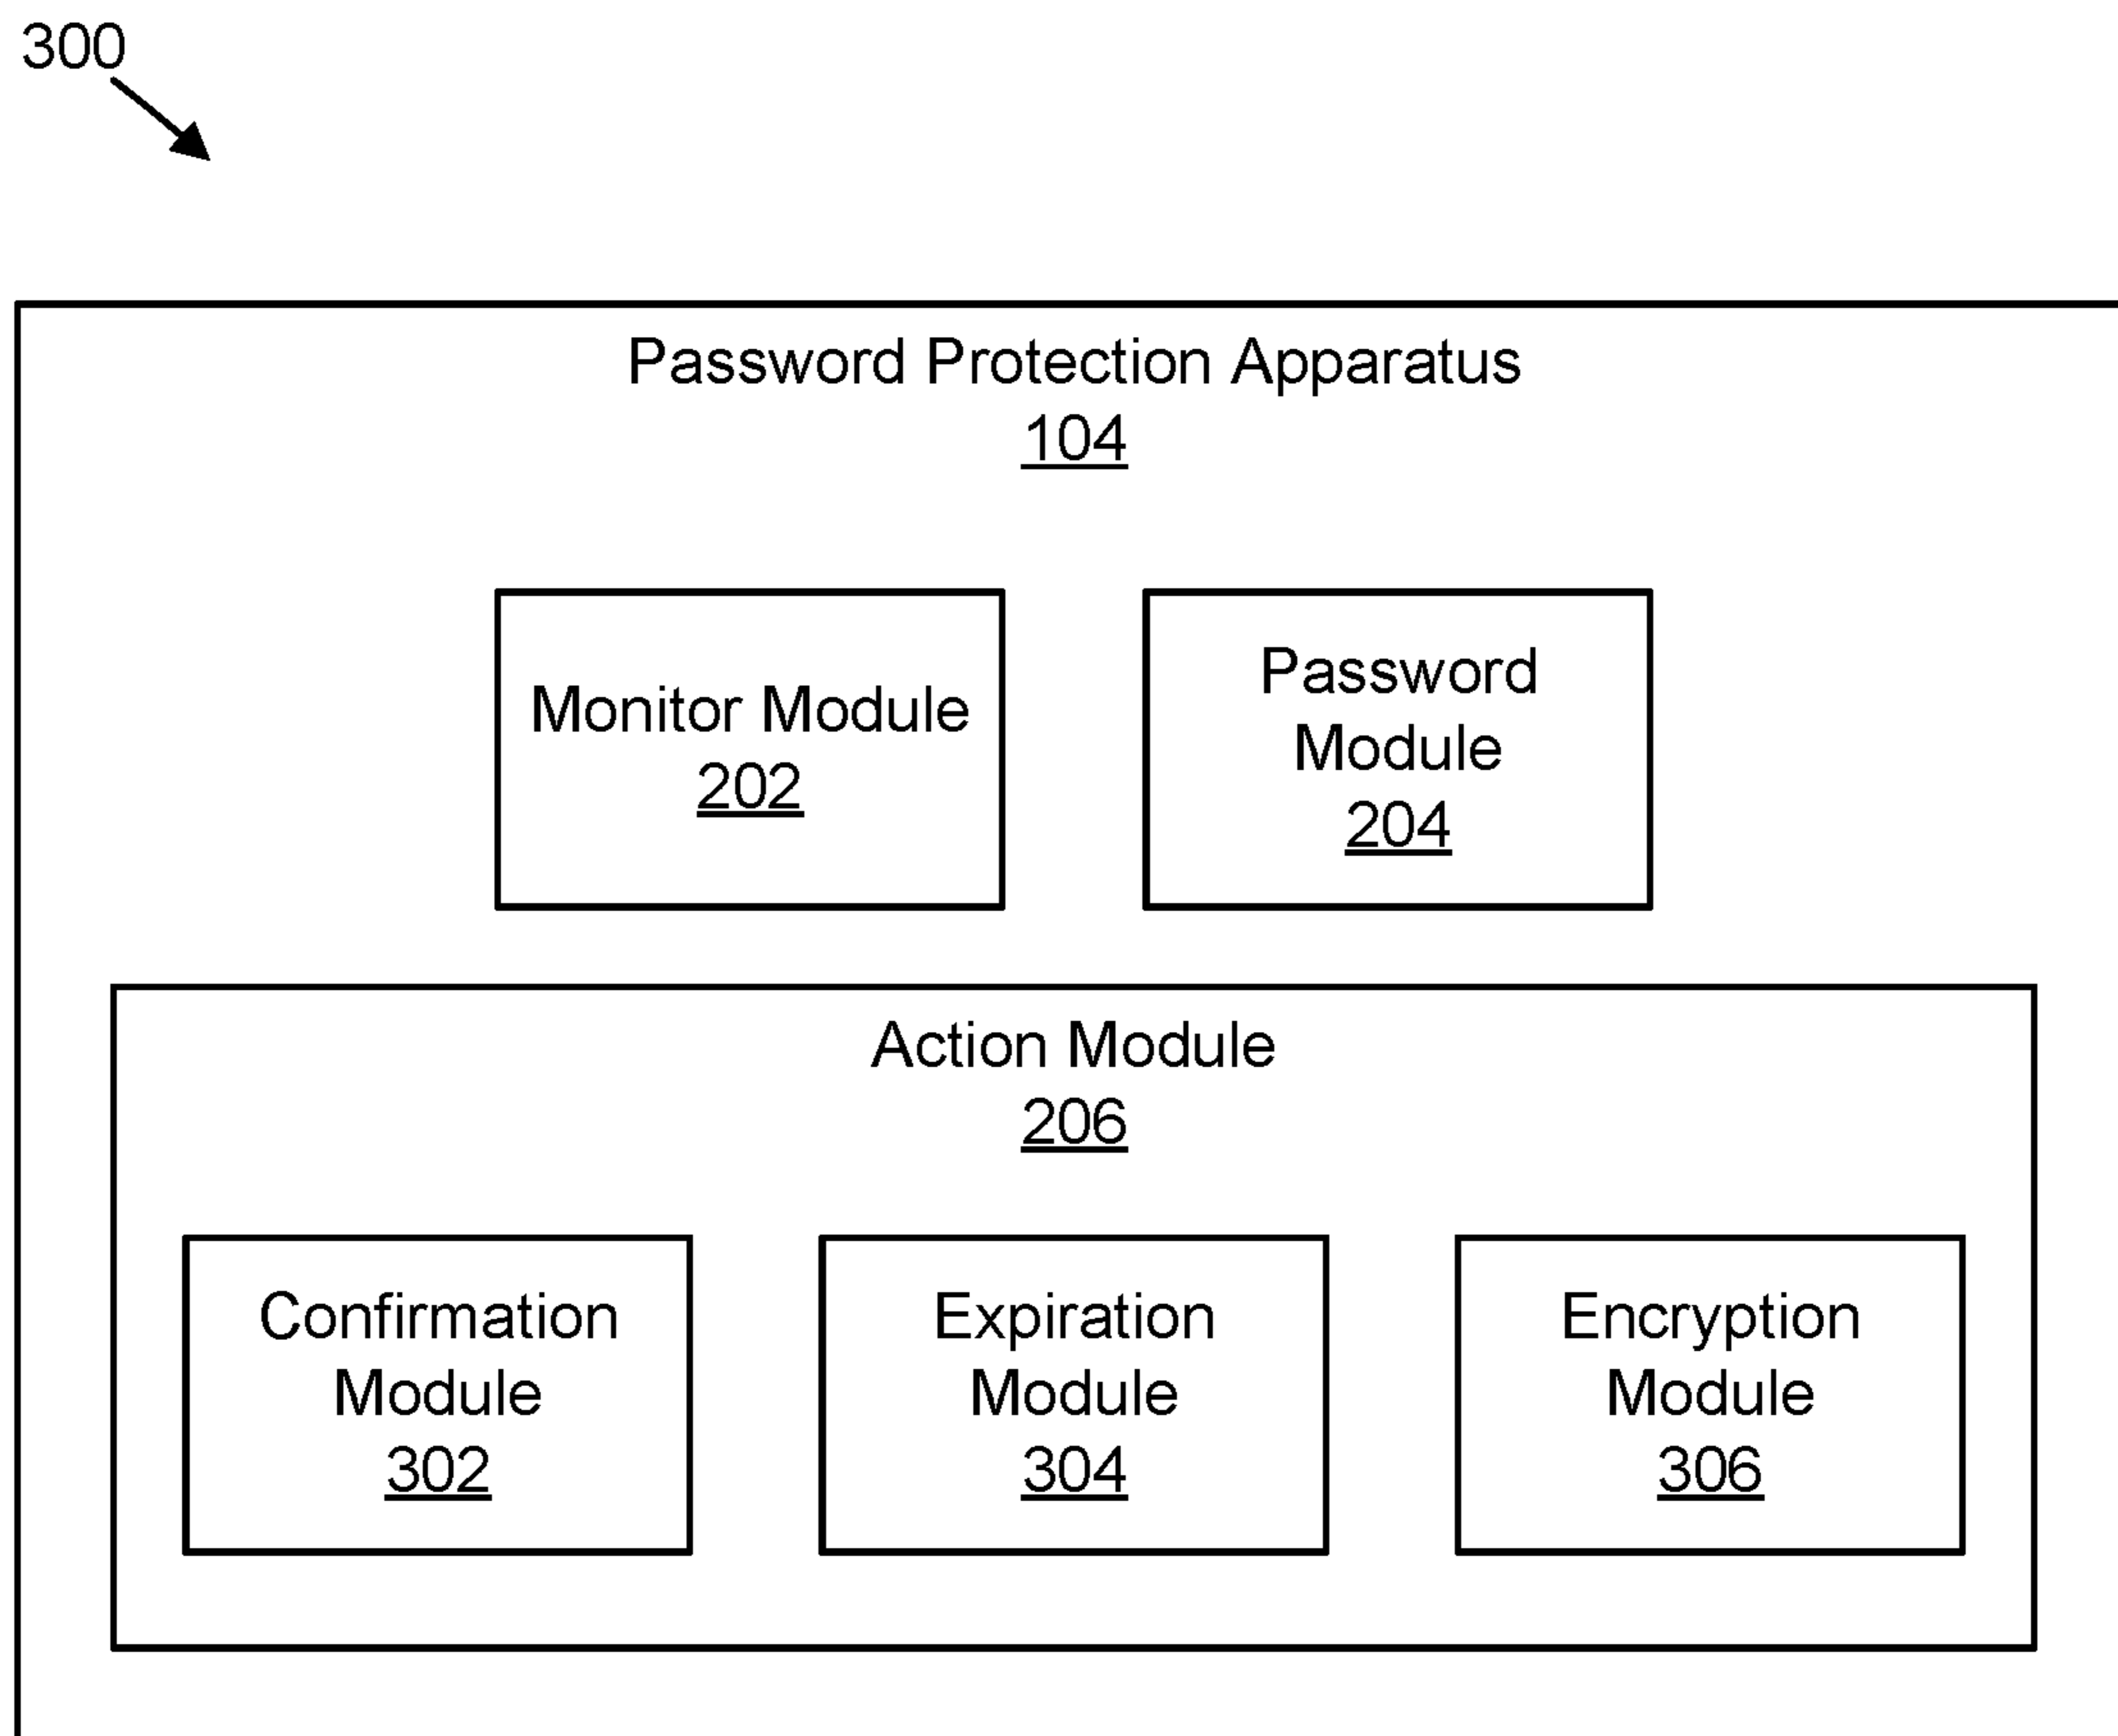 300
Password Protection Apparatus
104
Monitor Module
202
Password
Module
204
Action Module
206
Confirmation
Module
302
Expiration
Module
304
Encryption
Module
306